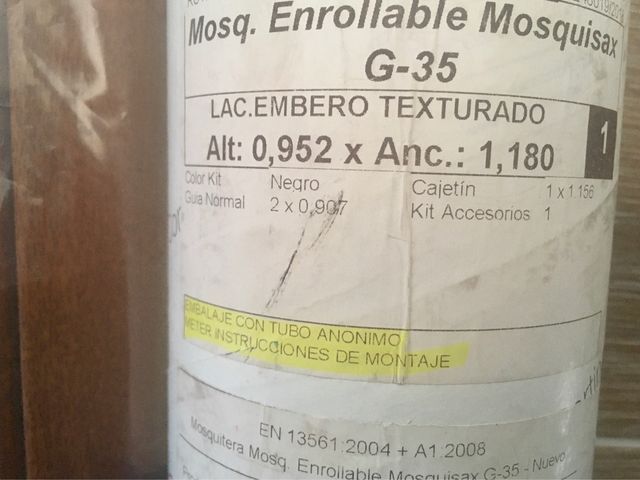 Mosq. Enrollable Mosquisax
G-35
LAC.EMBERO TEXTURADO
1
Alt: 0,952 x Anc.: 1,180
Color Kit Negro Cajetín 1 x 1.156
Guia Normal 2 x 0,907 Kit Accesorios 1
EMBALAJE CON TUBO ANONIMO
METER INSTRUCCIONES DE MONTAJE
EN 13561:2004 + A1:2008
Mosquitera Mosq. Enrollable Mosquisax G-35 - Nuevo